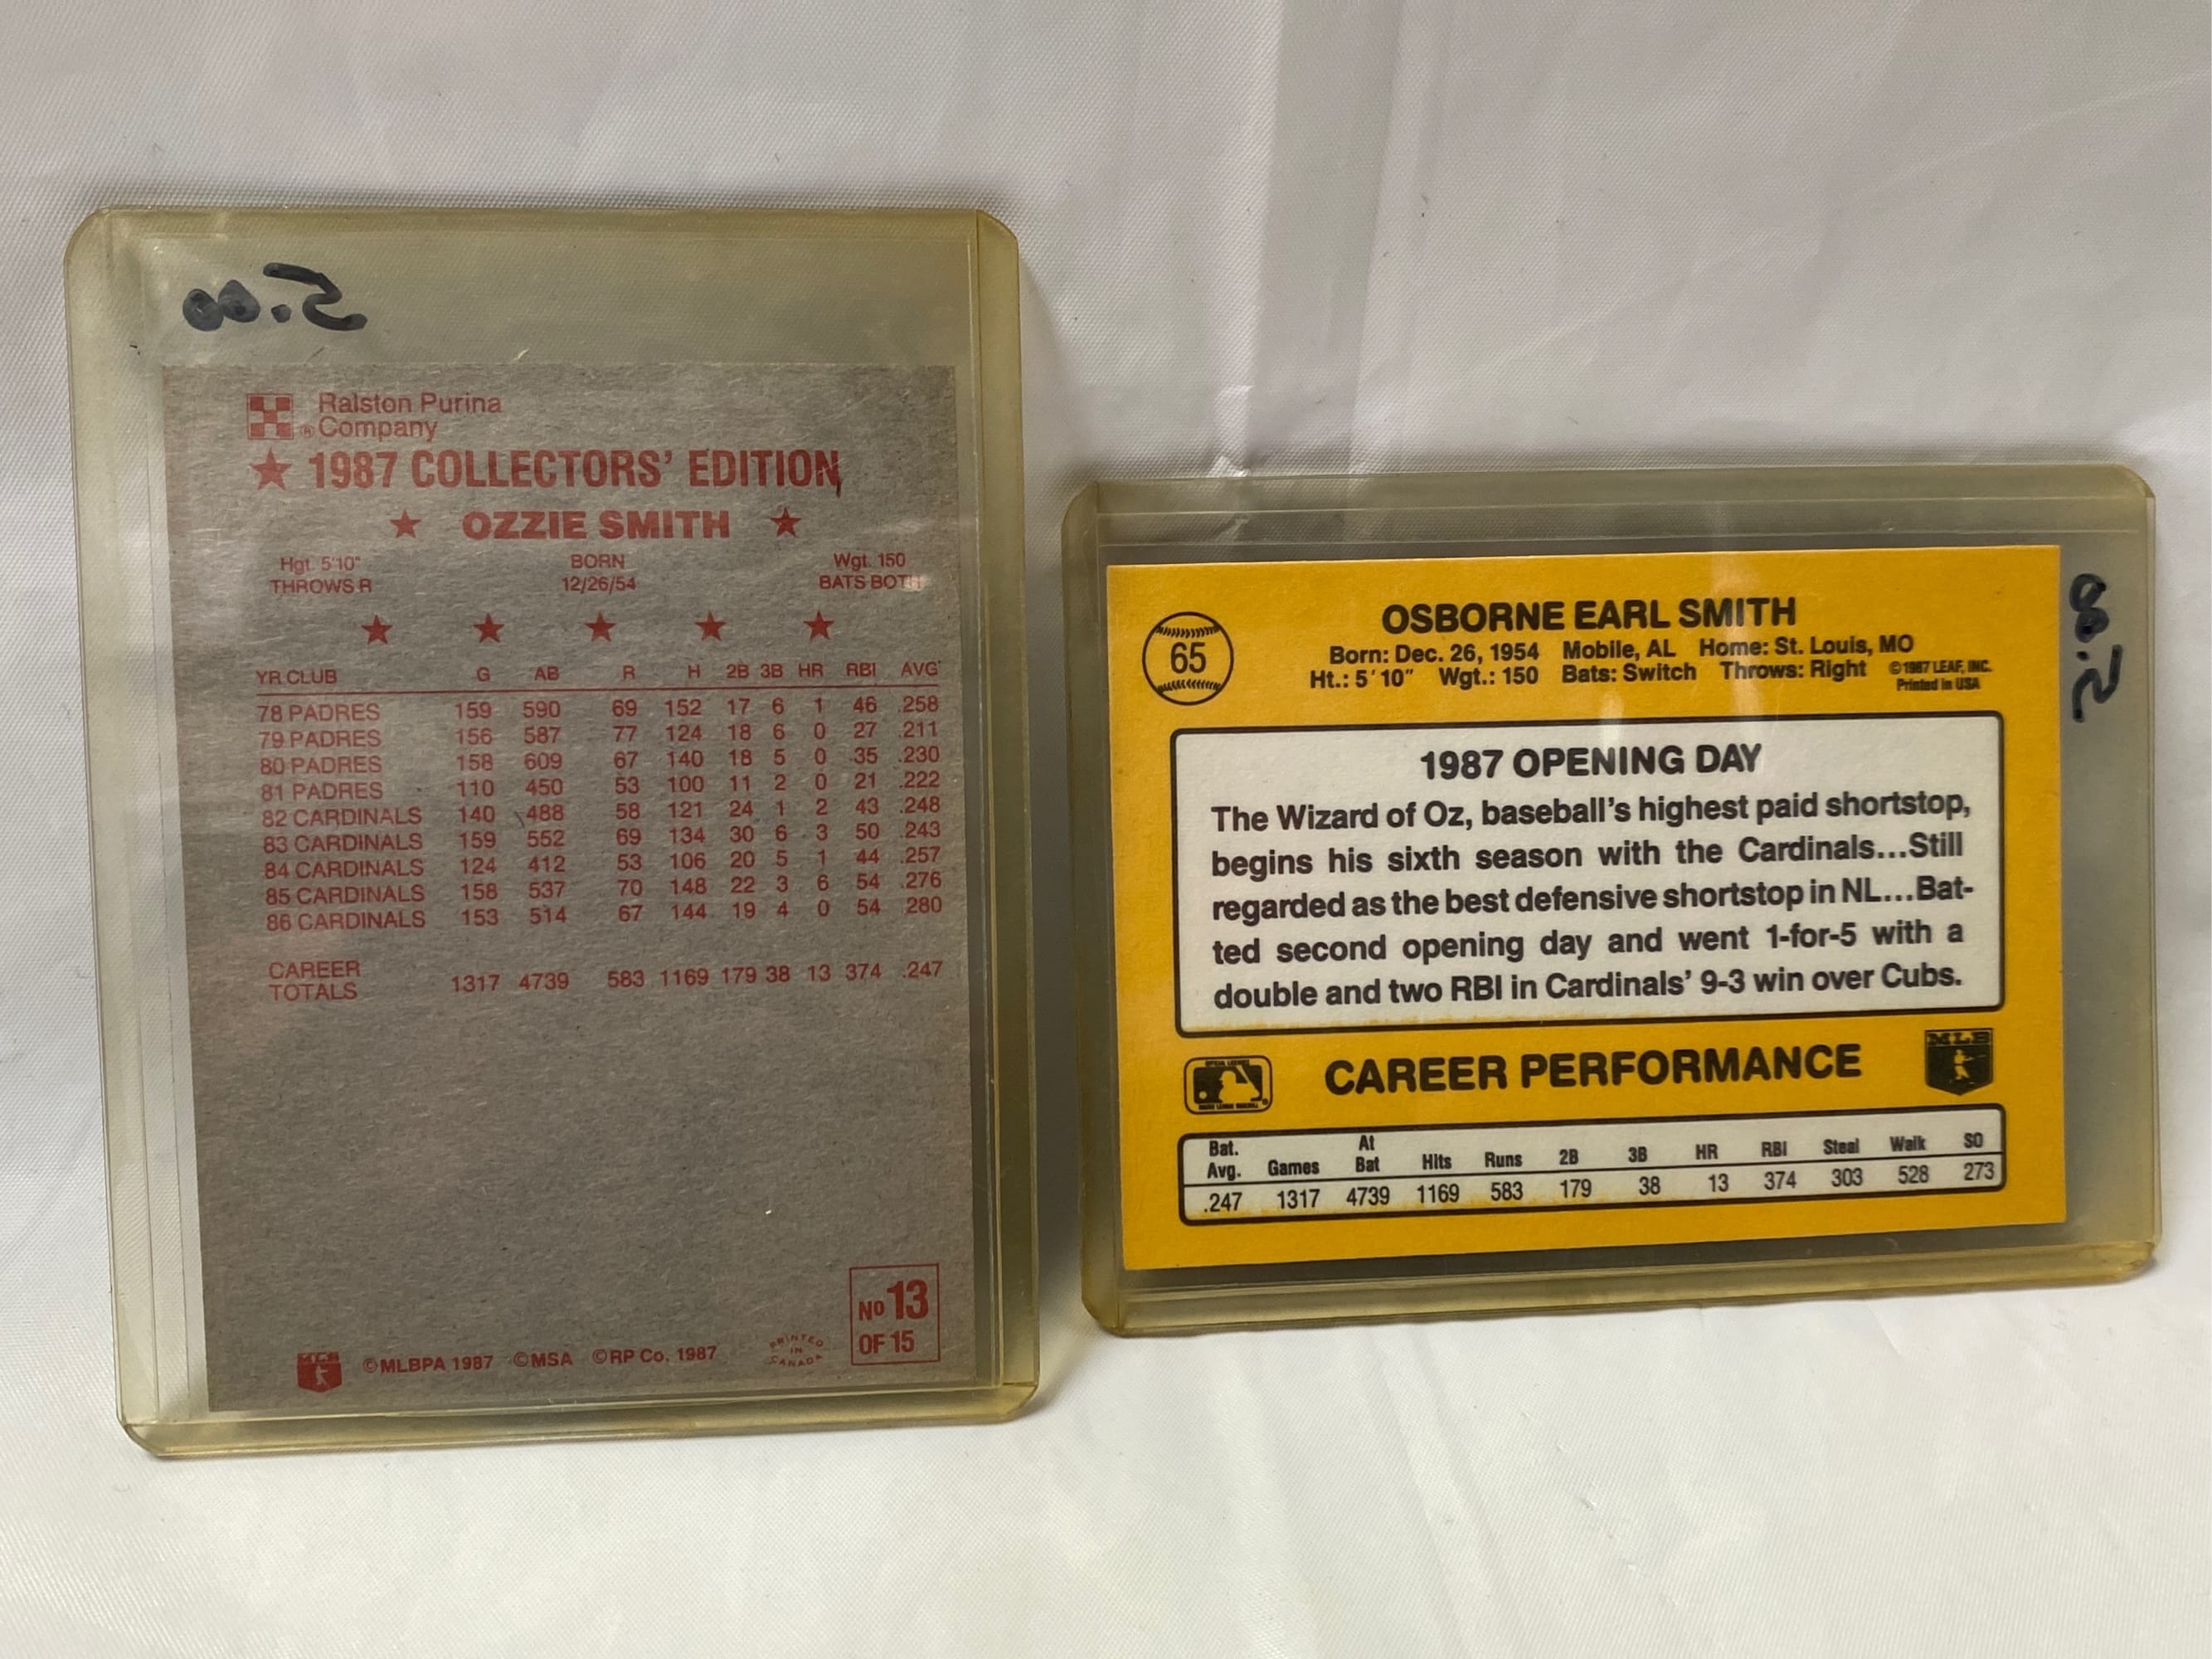 5.00
Ralston Purina
® Company
★ 1987 COLLECTORS' EDITION
★ OZZIE SMITH ★
Hgt. 5'10" BORN Wgt. 150
THROWS R 12/26/54 BATS BOTH
★ ★ ★ ★ ★
YR CLUB G AB R H 2B 3B HR RBI AVG
78 PADRES 159 590 69 152 17 6 1 46 .258
79 PADRES 156 587 77 124 18 6 0 27 .211
80 PADRES 158 609 67 140 18 5 0 35 .230
81 PADRES 110 450 53 100 11 2 0 21 .222
82 CARDINALS 140 488 58 121 24 1 2 43 .248
83 CARDINALS 159 552 69 134 30 6 3 50 .243
84 CARDINALS 124 412 53 106 20 5 1 44 .257
85 CARDINALS 158 537 70 148 22 3 6 54 .276
86 CARDINALS 153 514 67 144 19 4 0 54 .280
CAREER
TOTALS 1317 4739 583 1169 179 38 13 374 .247
No 13
OF 15
©MLBPA 1987 ©MSA ©RP Co. 1987
PRINTED
IN
CANADA
5.00
65
OSBORNE EARL SMITH
Born: Dec. 26, 1954 Mobile, AL Home: St. Louis, MO
Ht.: 5'10" Wgt.: 150 Bats: Switch Throws: Right ©1987 LEAF, INC.
Printed in USA
1987 OPENING DAY
The Wizard of Oz, baseball's highest paid shortstop,
begins his sixth season with the Cardinals...Still
regarded as the best defensive shortstop in NL...Bat-
ted second opening day and went 1-for-5 with a
double and two RBI in Cardinals' 9-3 win over Cubs.
CAREER PERFORMANCE
MLB
Bat. Avg. Games At Bat Hits Runs 2B 3B HR RBI Steal Walk SO
.247 1317 4739 1169 583 179 38 13 374 303 528 273